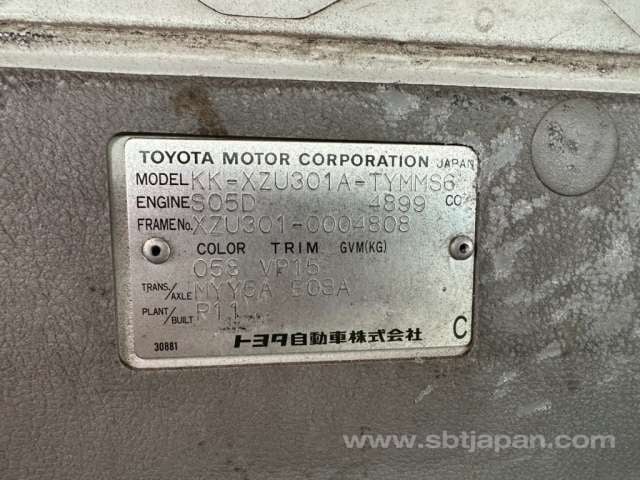 TOYOTA MOTOR CORPORATION JAPAN
MODEL KK-XZU301A-TYMMS6
ENGINE S05D 4899 CC
FRAME No. XZU301-0004808
COLOR TRIM GVM(KG)
058 VP15
TRANS./AXLE MYY5A
PLANT/BUILT R11
30881 トヨタ自動車株式会社 C
www.sbtjapan.com